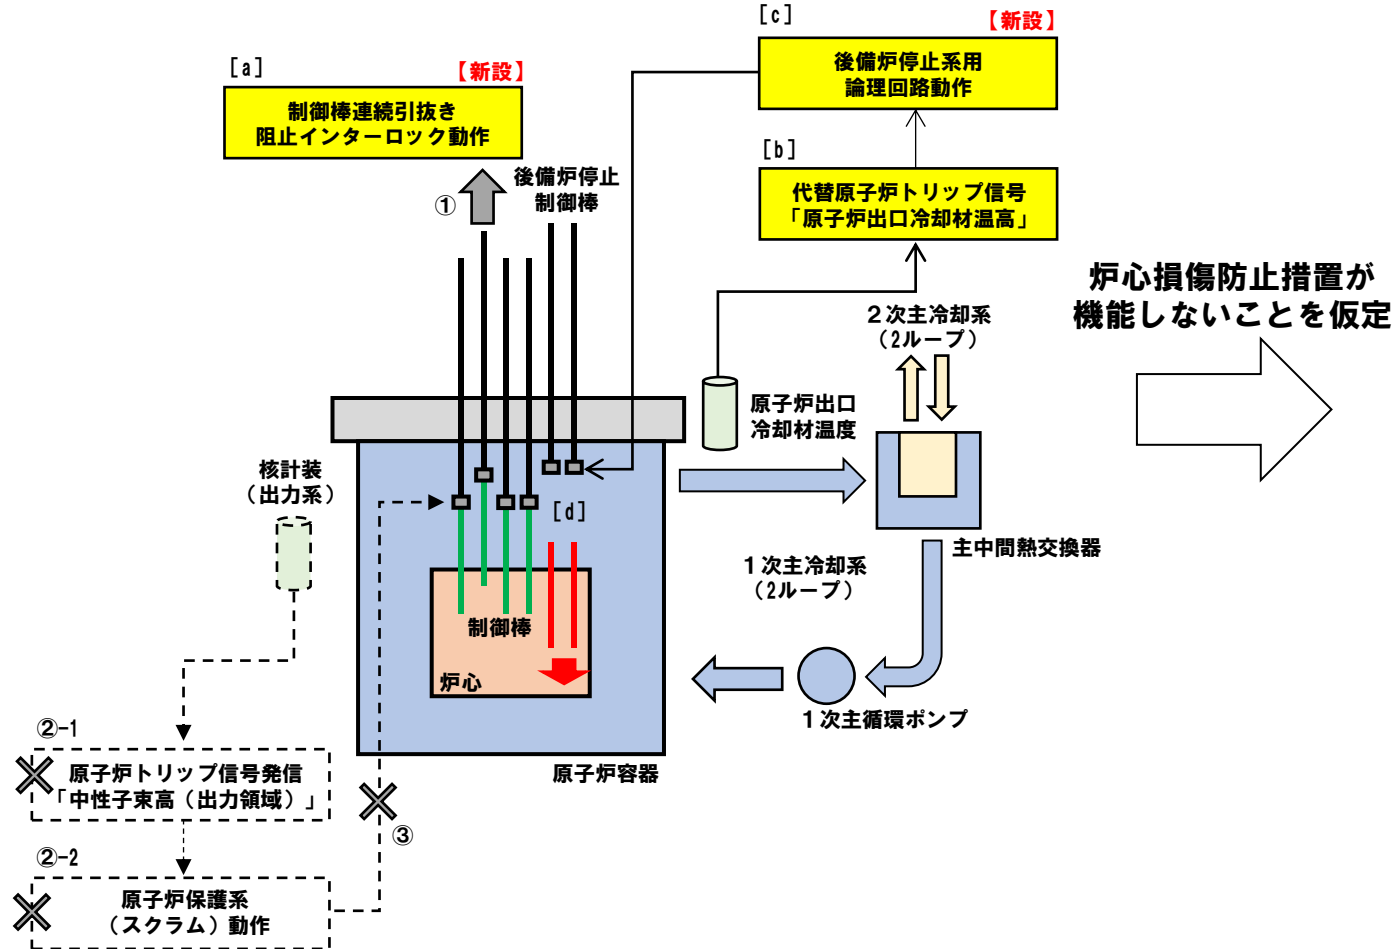 [c]
【新設】
後備炉停止系用
論理回路動作
[a]
【新設】
制御棒連続引抜き
阻止インターロック動作
[b]
代替原子炉トリップ信号
「原子炉出口冷却材温高」
①
後備炉停止
制御棒
炉心損傷防止措置が
機能しないことを仮定
２次主冷却系
（2ループ）
原子炉出口
冷却材温度
核計装
（出力系）
[d]
主中間熱交換器
１次主冷却系
（2ループ）
制御棒
炉心
１次主循環ポンプ
原子炉容器
②-1
原子炉トリップ信号発信
「中性子束高（出力領域）」
③
②-2
原子炉保護系
（スクラム）動作